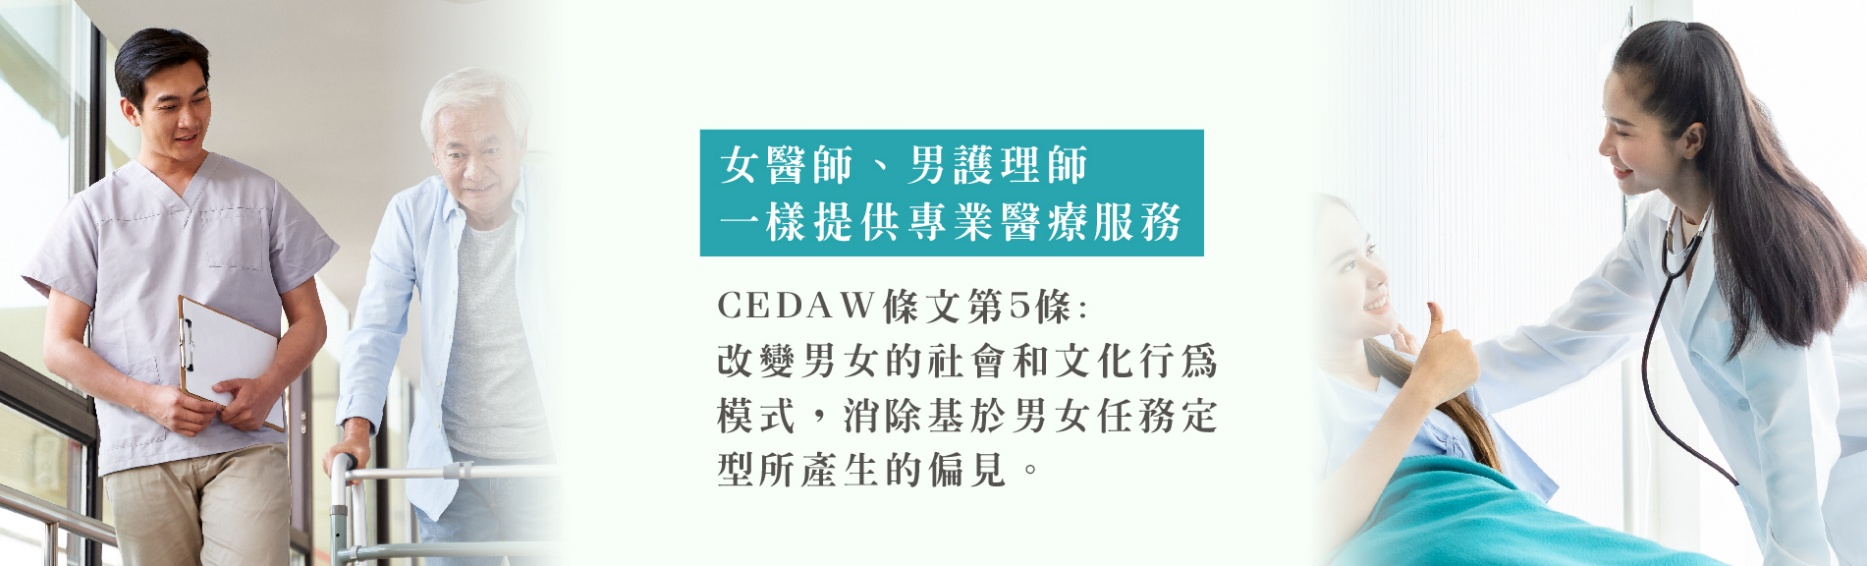 女醫師、男護理師
一樣提供專業醫療服務
CEDAW條文第5條:
改變男女的社會和文化行為
模式，消除基於男女任務定
型所產生的偏見。